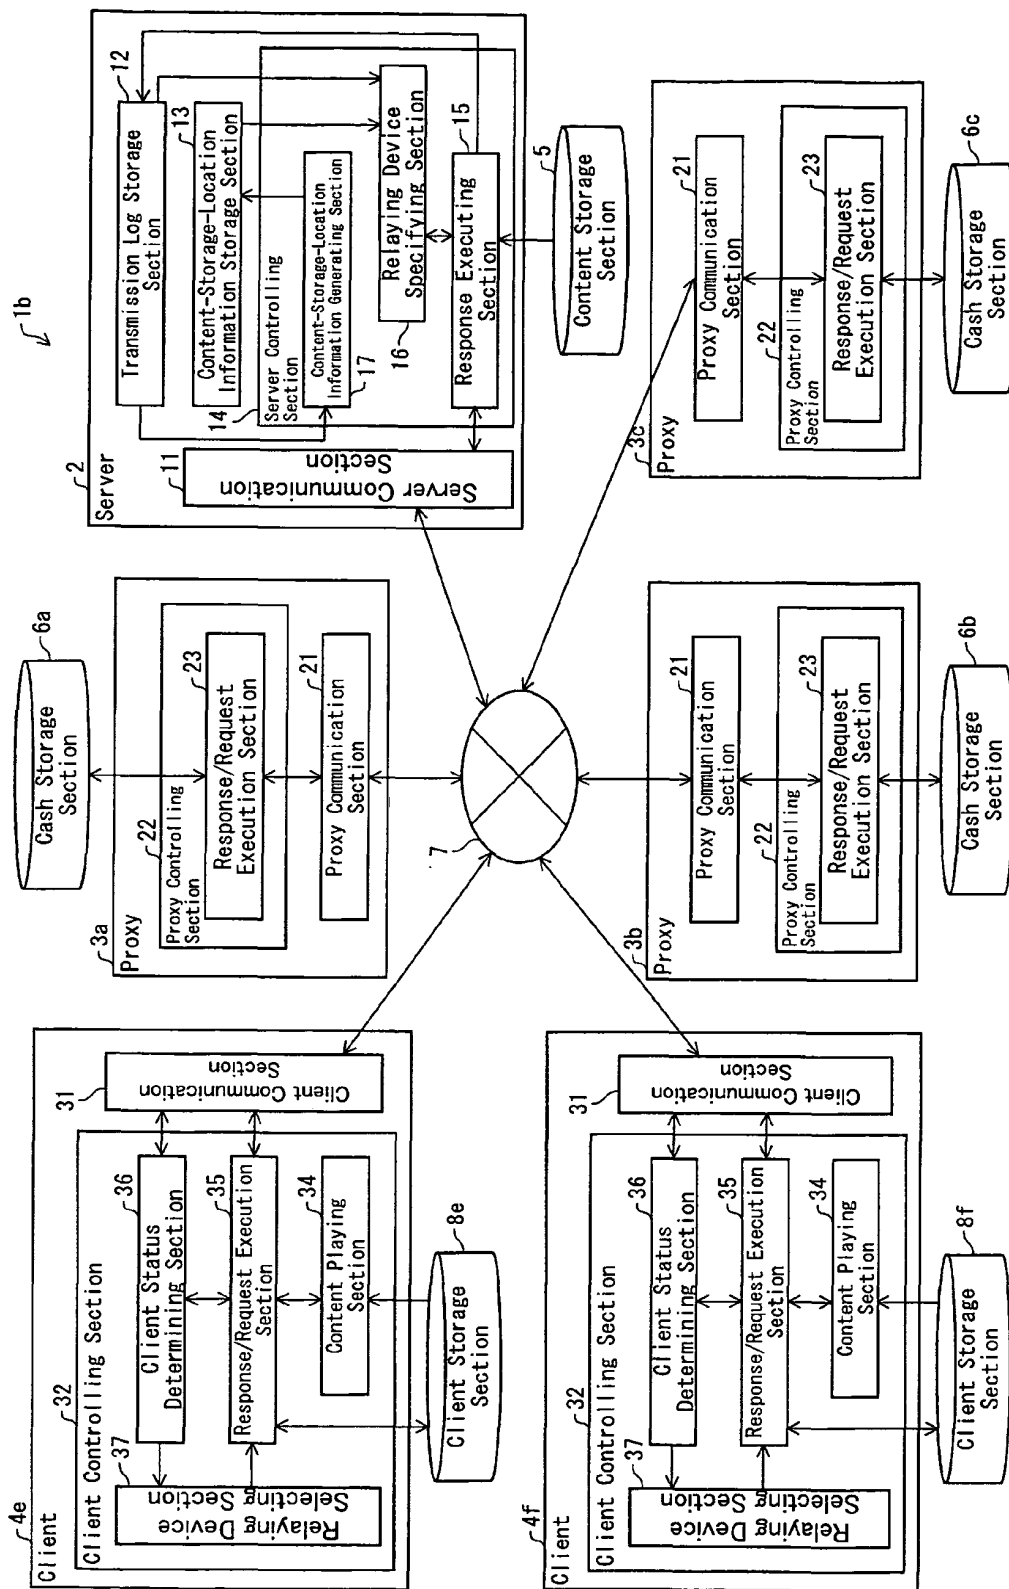 1b
4e
Client
32
Client Controlling Section
37
Relaying Device
Selecting Section
36
Client Status
Determining Section
35
Response/Request Execution
Section
34
Content Playing
Section
31
Client Communication
Section
8e
Client Storage
Section
4f
Client
32
Client Controlling Section
37
Relaying Device
Selecting Section
36
Client Status
Determining Section
35
Response/Request Execution
Section
34
Content Playing
Section
31
Client Communication
Section
8f
Client Storage
Section
6a
Cash Storage
Section
3a
Proxy
22
Proxy Controlling
Section
23
Response/Request
Execution Section
21
Proxy Communication
Section
7
3b
Proxy
21
Proxy Communication
Section
22
Proxy Controlling
Section
23
Response/Request
Execution Section
6b
Cash Storage
Section
2
Server
11
Server Communication
Section
12
Transmission Log Storage
Section
13
Content-Storage-Location
Information Storage Section
14
Server Controlling
Section
Content-Storage-Location
Information Generating Section
17
Relaying Device
Specifying Section
16
15
Response Executing
Section
5
Content Storage
Section
3c
Proxy
21
Proxy Communication
Section
22
Proxy Controlling
Section
23
Response/Request
Execution Section
6c
Cash Storage
Section